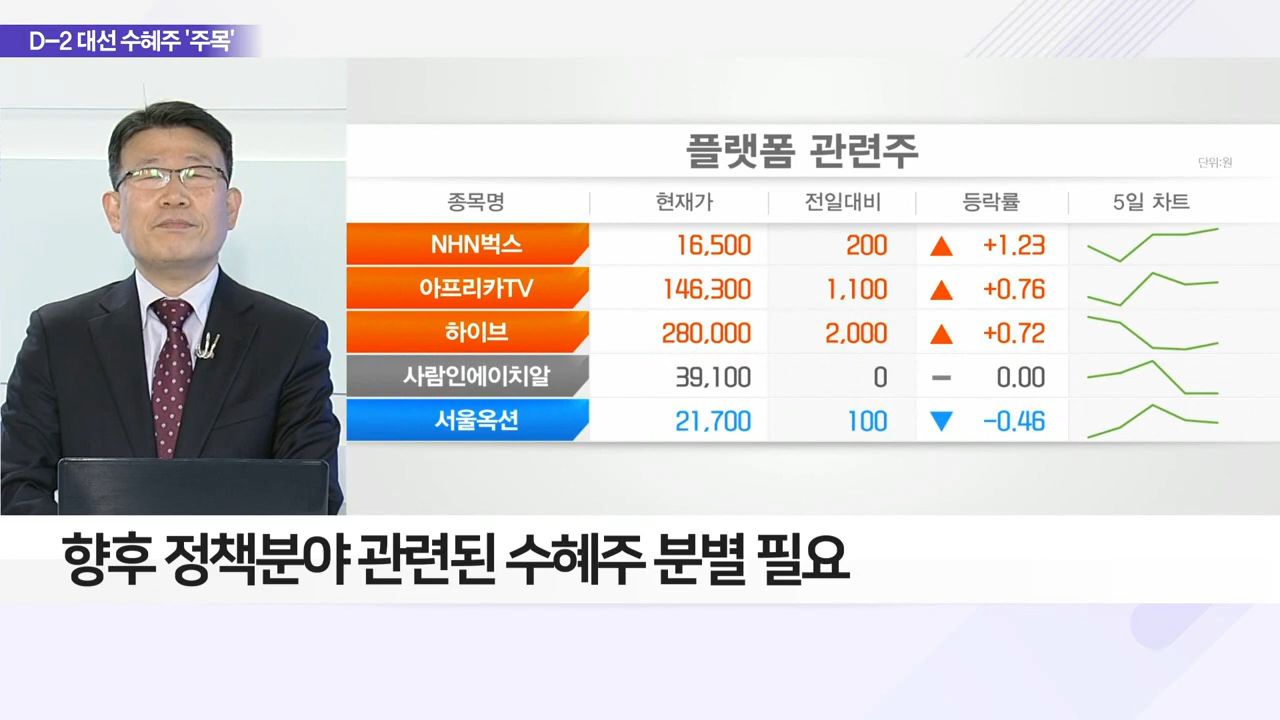 D-2 대선 수혜주 '주목'
플랫폼 관련주
단위:원
종목명 현재가 전일대비 등락률 5일 차트
NHN벅스 16,500 200 ▲ +1.23
아프리카TV 146,300 1,100 ▲ +0.76
하이브 280,000 2,000 ▲ +0.72
사람인에이치알 39,100 0 – 0.00
서울옥션 21,700 100 ▼ -0.46
향후 정책분야 관련된 수혜주 분별 필요